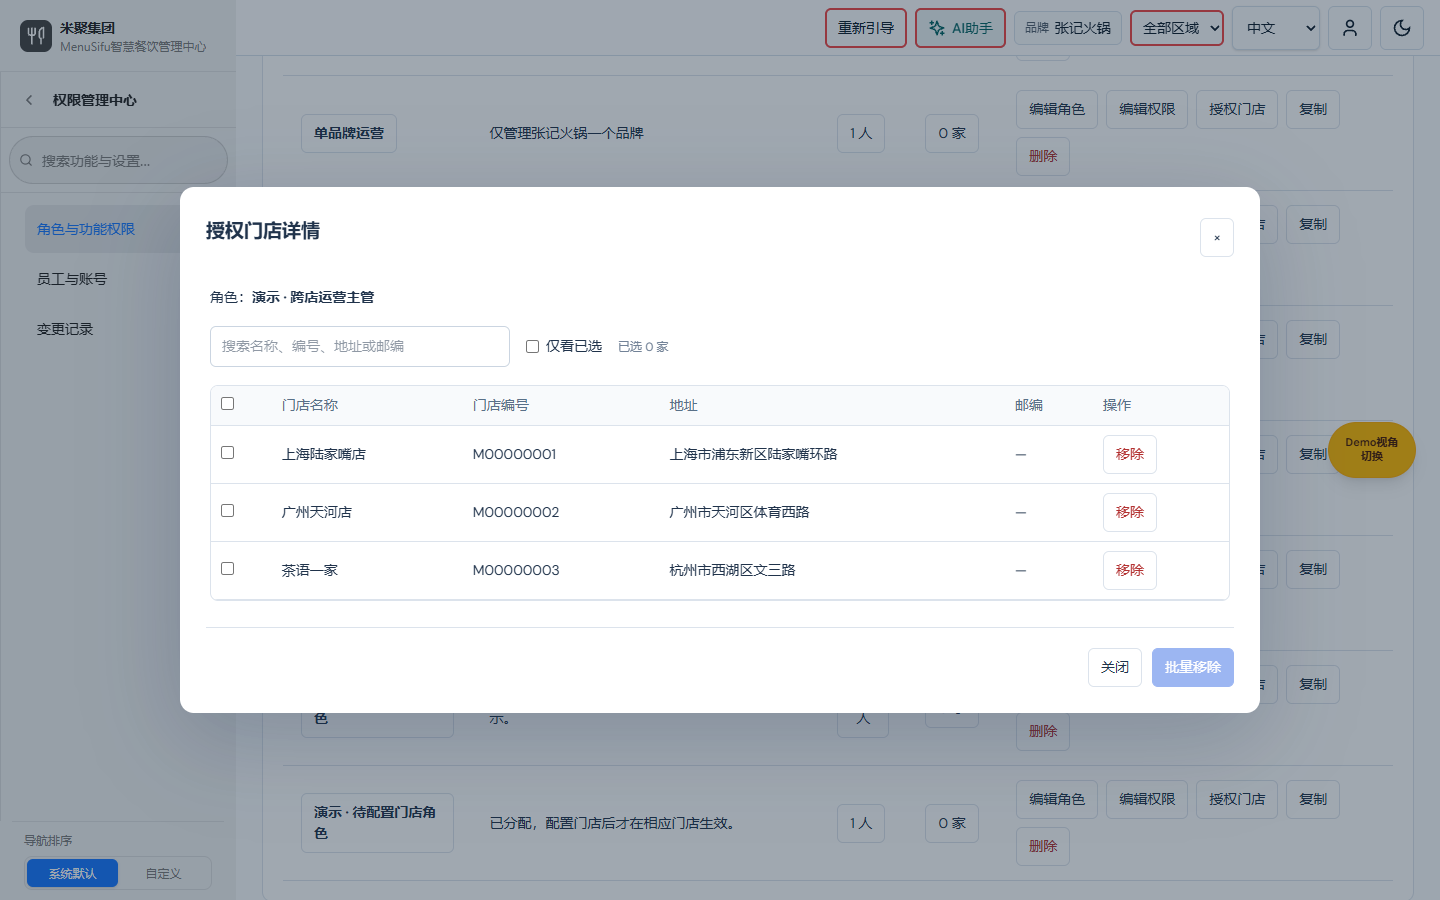 米聚集团
MenuSifu智慧餐饮管理中心
重新引导
AI助手
品牌 张记火锅
全部区域
中文
权限管理中心
搜索功能与设置...
角色与功能权限
员工与账号
变更记录
单品牌运营
仅管理张记火锅一个品牌
1 人
0 家
编辑角色
编辑权限
授权门店
复制
删除
店
复制
授权门店详情
×
角色：演示 · 跨店运营主管
搜索名称、编号、地址或邮编
仅看已选
已选 0 家
门店名称 门店编号 地址 邮编 操作
上海陆家嘴店 M00000001 上海市浦东新区陆家嘴环路 — 移除
广州天河店 M00000002 广州市天河区体育西路 — 移除
茶语一家 M00000003 杭州市西湖区文三路 — 移除
关闭
批量移除
店
复制
店
复制
Demo视角
切换
店
复制
店
复制
色
示。
人
删除
演示 · 待配置门店角
色
已分配，配置门店后才在相应门店生效。
1 人
0 家
编辑角色
编辑权限
授权门店
复制
删除
导航排序
系统默认
自定义